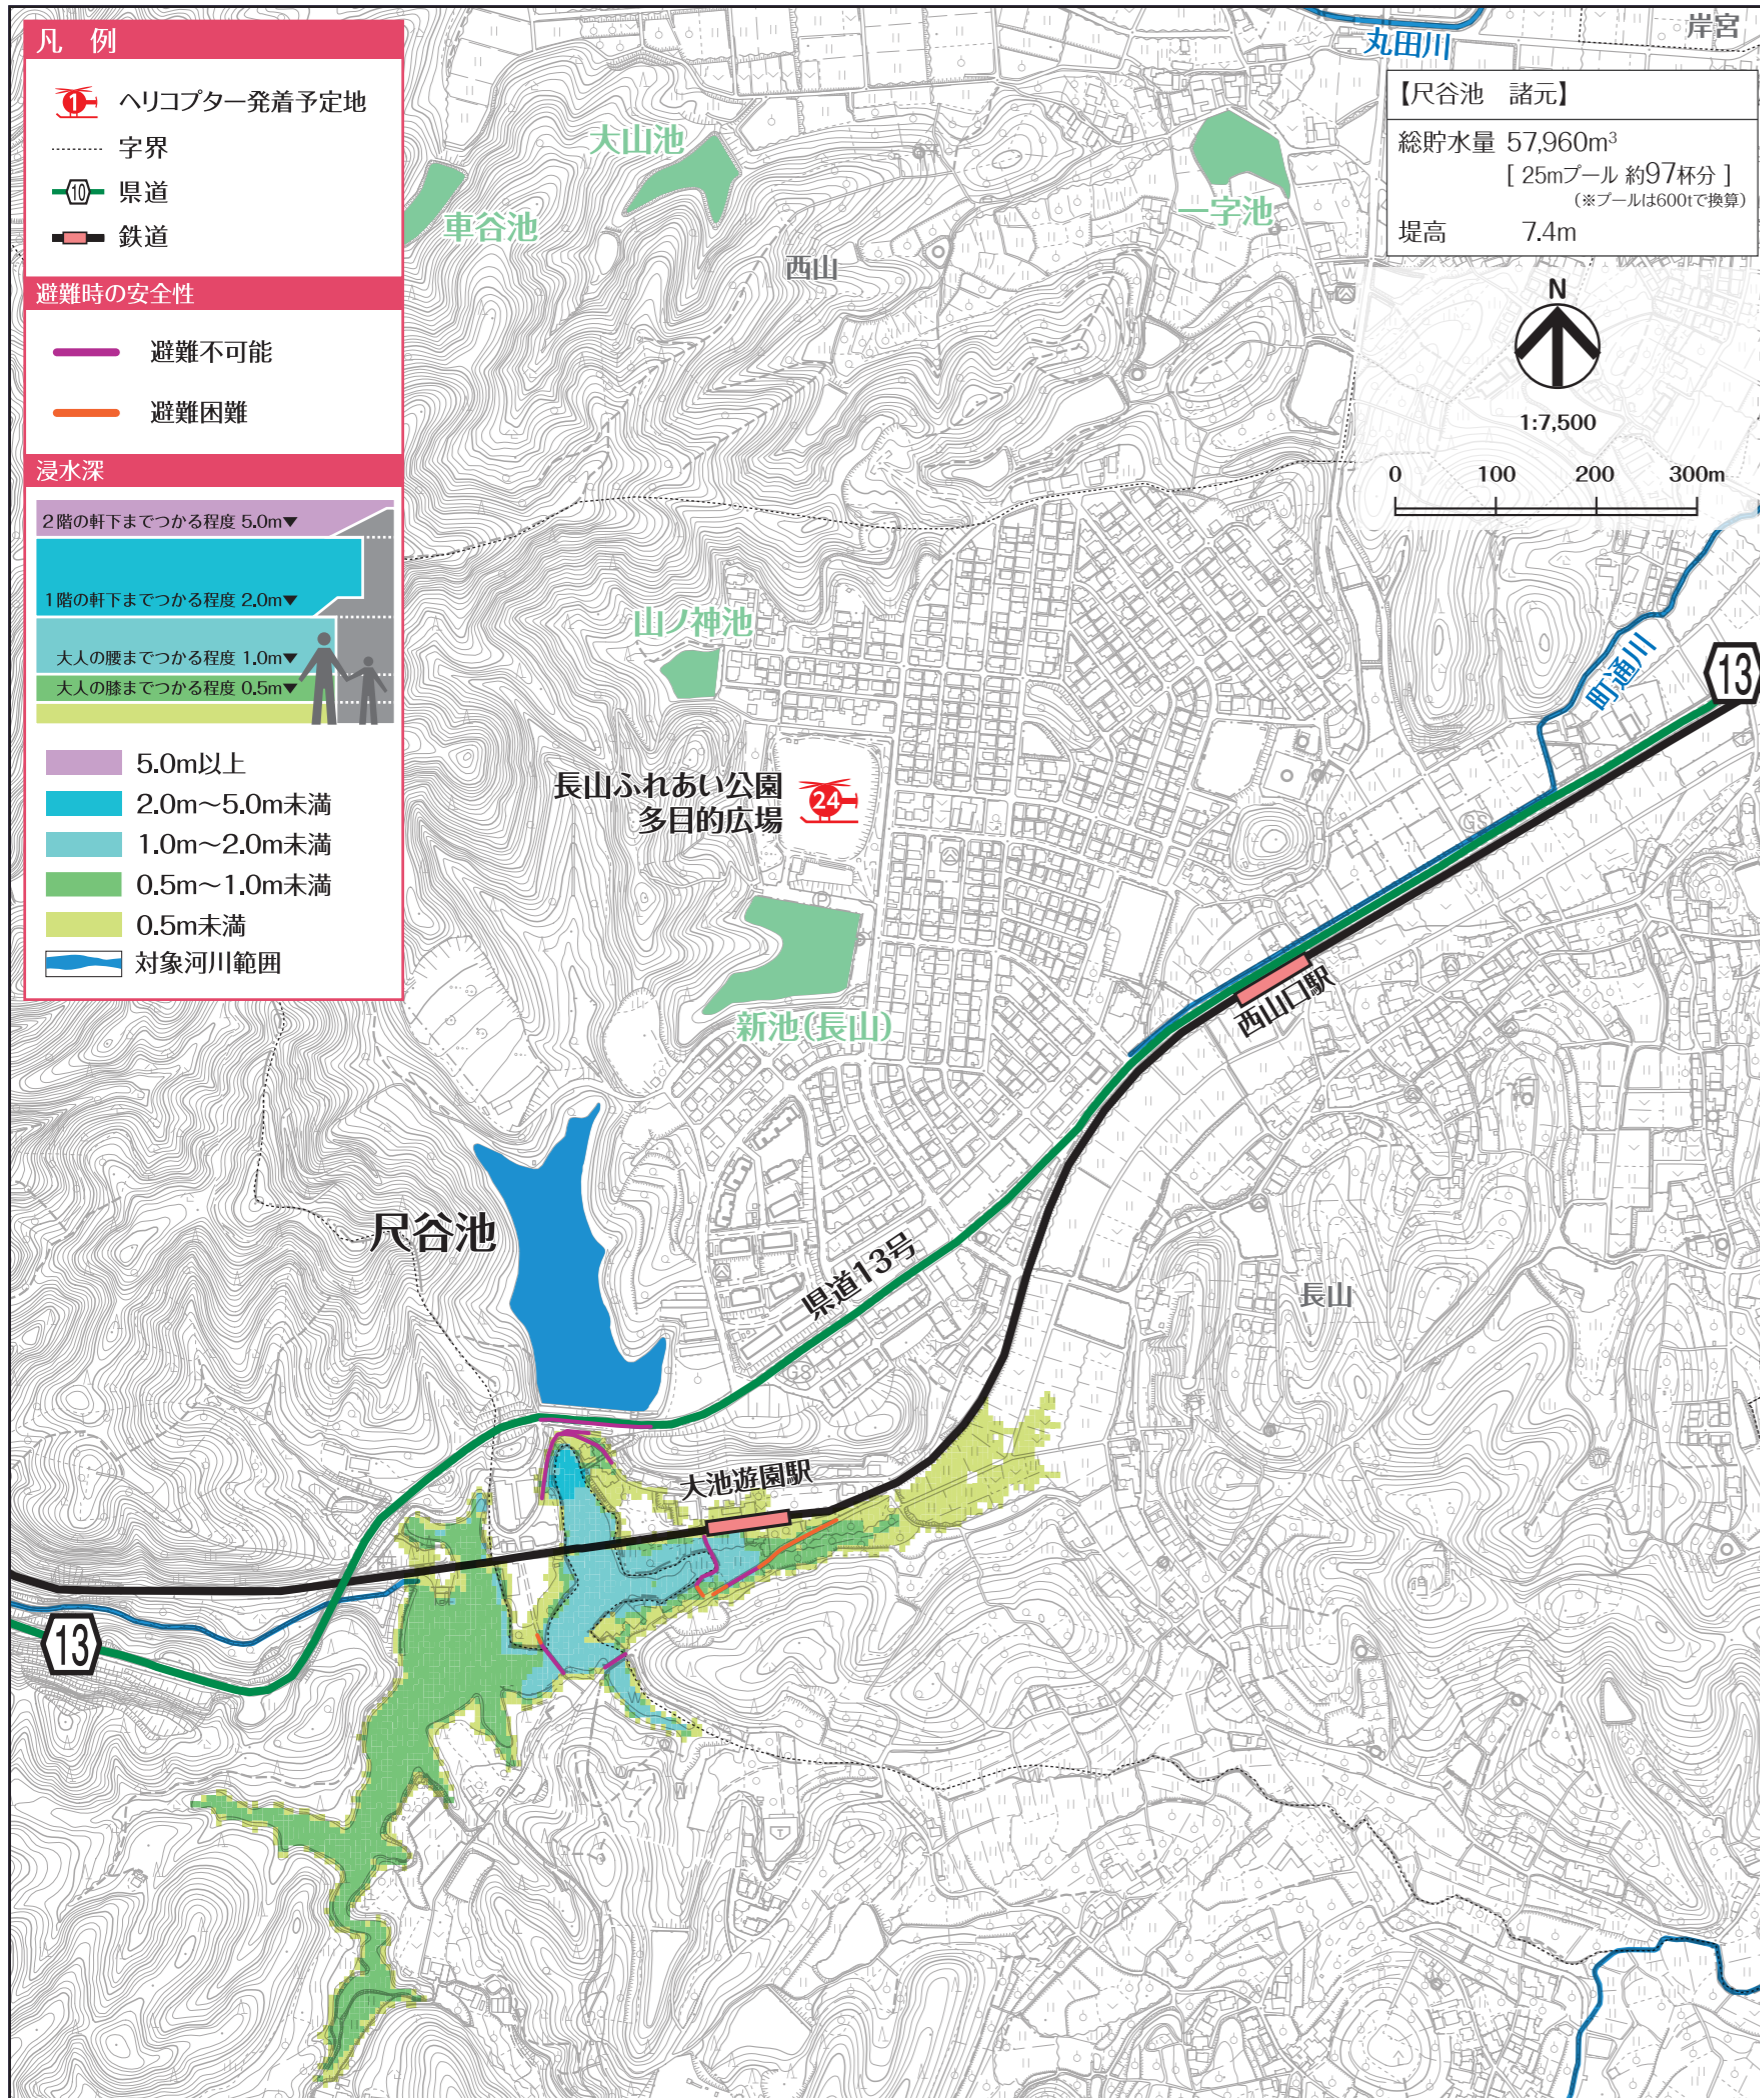 凡　例
1
ヘリコプター発着予定地
字界
10
県道
鉄道
避難時の安全性
避難不可能
避難困難
浸水深
2階の軒下までつかる程度 5.0m▼
1階の軒下までつかる程度 2.0m▼
大人の腰までつかる程度 1.0m▼
大人の膝までつかる程度 0.5m▼
5.0m以上
2.0m～5.0m未満
1.0m～2.0m未満
0.5m～1.0m未満
0.5m未満
対象河川範囲
丸田川
岸宮
【尺谷池　諸元】
総貯水量 57,960m³
[ 25mプール 約97杯分 ]
(※プールは600tで換算)
堤高 7.4m
N
1:7,500
0 100 200 300m
大山池
車谷池
一字池
西山
山ノ神池
町通川
13
長山ふれあい公園
多目的広場
24
GS
西山口駅
新池(長山)
尺谷池
県道13号
長山
GS
大池遊園駅
13